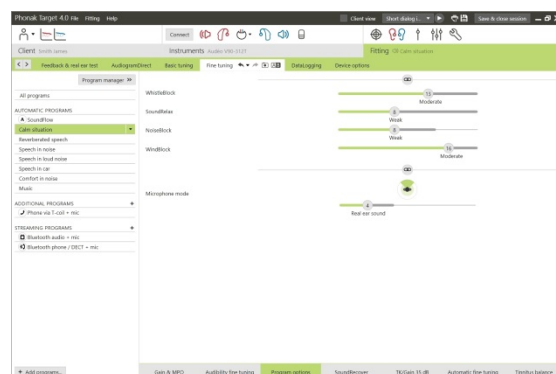 Phonak Target 4.0 File Fitting Help
Client view Short dialog i... Save & close session
Connect
Client Smith James Instruments Audéo V90-312T Fitting Calm situation
Feedback & real ear test AudiogramDirect Basic tuning Fine tuning DataLogging Device options
Program manager
All programs
AUTOMATIC PROGRAMS
A SoundFlow
Calm situation
Reverberated speech
Speech in noise
Speech in loud noise
Speech in car
Comfort in noise
Music
ADDITIONAL PROGRAMS +
Phone via T-coil + mic
STREAMING PROGRAMS +
Bluetooth audio + mic
Bluetooth phone / DECT + mic
WhistleBlock
Moderate
SoundRelax
8
Weak
NoiseBlock
8
Weak
WindBlock
16
Moderate
Microphone mode
4
Real ear sound
+ Add programs...
Gain & MPO Audibility fine tuning Program options SoundRecover TK/Gain 35 dB Automatic fine tuning Tinnitus balance